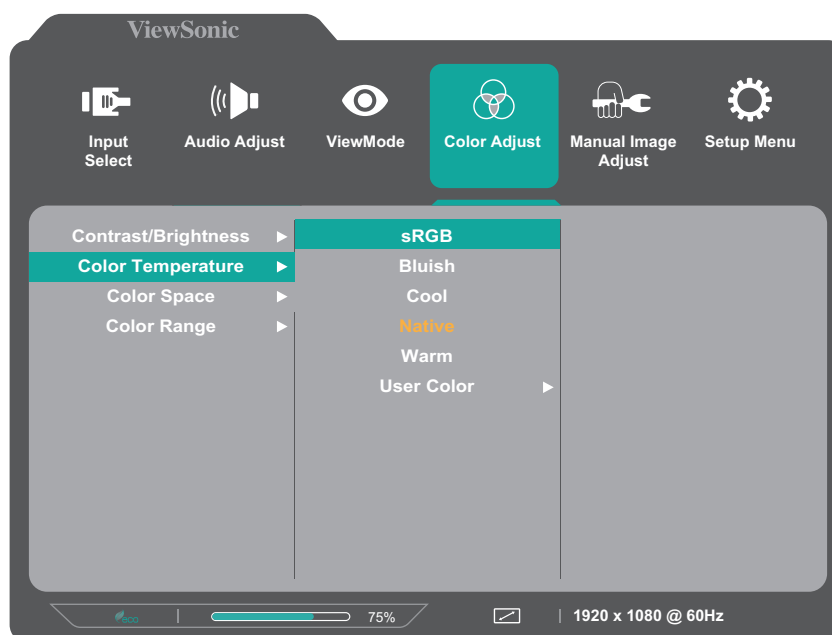 ViewSonic
Input
Select
Audio Adjust
ViewMode
Color Adjust
Manual Image
Adjust
Setup Menu
Contrast/Brightness
Color Temperature
Color Space
Color Range
sRGB
Bluish
Cool
Native
Warm
User Color
eco
75%
1920 x 1080 @ 60Hz